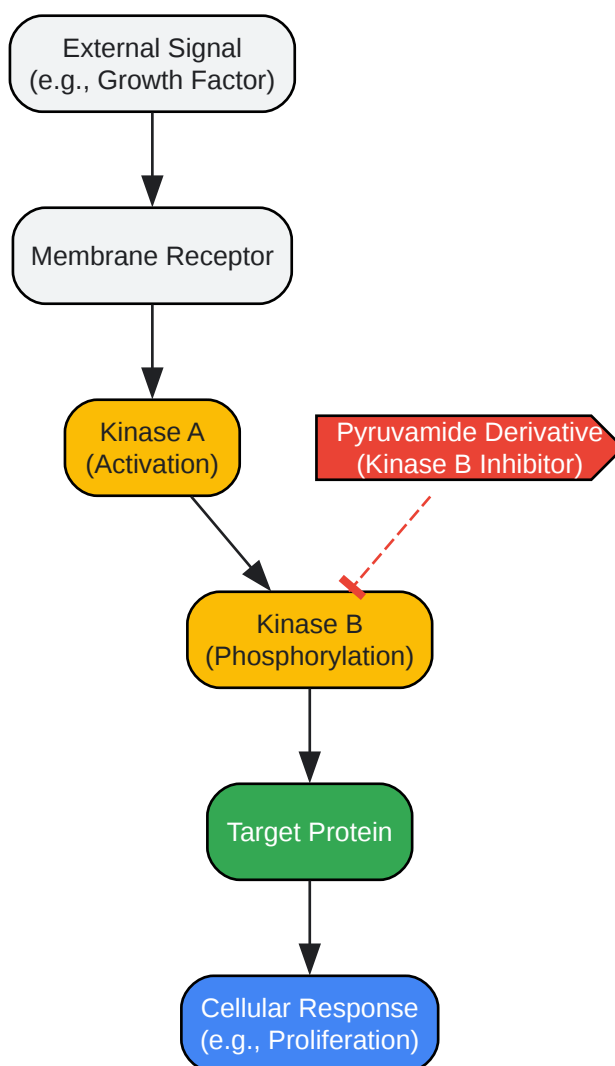 External Signal
(e.g., Growth Factor)
Membrane Receptor
Kinase A
(Activation)
Pyruvamide Derivative
(Kinase B Inhibitor)
Kinase B
(Phosphorylation)
Target Protein
Cellular Response
(e.g., Proliferation)